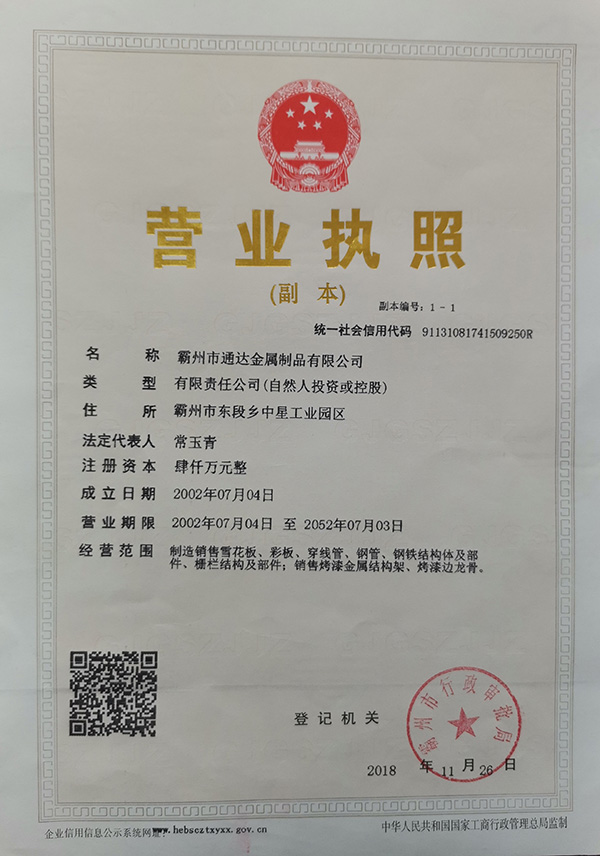 营业执照
(副 本)
副本编号：1-1
统一社会信用代码 91131081741509250R
名 称 霸州市通达金属制品有限公司
类 型 有限责任公司(自然人投资或控股)
住 所 霸州市东段乡中星工业园区
法定代表人 常玉青
注册资本 肆仟万元整
成立日期 2002年07月04日
营业期限 2002年07月04日 至 2052年07月03日
经营范围 制造销售雪花板、彩板、穿线管、钢管、钢铁结构体及部
件、栅栏结构及部件；销售烤漆金属结构架、烤漆边龙骨。
登记机关
霸州市行政审批局
2018 年 11 月 26 日
企业信用信息公示系统网址：www.hebscztxyxx.gov.cn
中华人民共和国国家工商行政管理总局监制